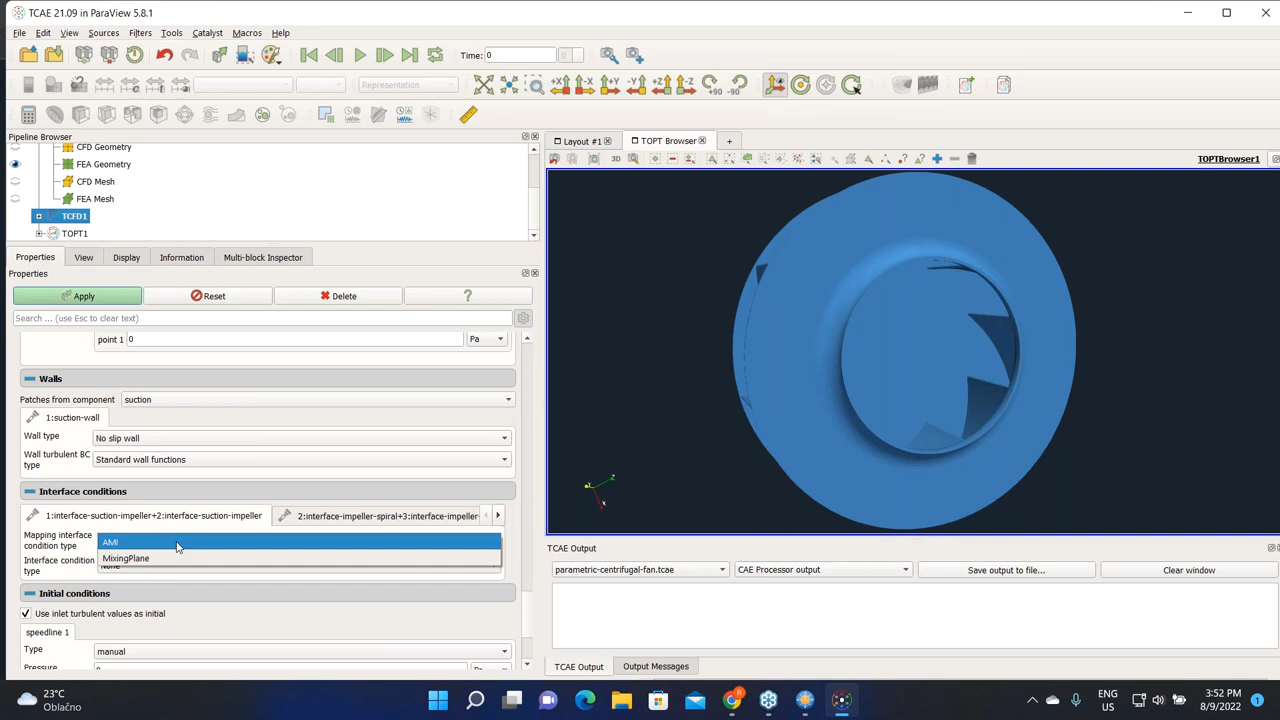 TCAE 21.09 in ParaView 5.8.1
File Edit View Sources Filters Tools Catalyst Macros Help
Time: 0 0
Representation
+X -X +Y -Y +Z -Z +90 -90
Pipeline Browser
CFD Geometry
FEA Geometry
CFD Mesh
FEA Mesh
TCFD1
TOPT1
Layout #1 TOPT Browser +
3D
TOPTBrowser1
Properties View Display Information Multi-block Inspector
Properties
Apply Reset Delete ?
Search ... (use Esc to clear text)
point 1 0 Pa
Walls
Patches from component suction
1:suction-wall
Wall type No slip wall
Wall turbulent BC type Standard wall functions
Interface conditions
1:interface-suction-impeller+2:interface-suction-impeller 2:interface-impeller-spiral+3:interface-impeller-
Mapping interface condition type AMI
MixingPlane
Interface condition type None
Initial conditions
Use inlet turbulent values as initial
speedline 1
Type manual
Pressure
Z
Y
X
TCAE Output
parametric-centrifugal-fan.tcae CAE Processor output Save output to file... Clear window
TCAE Output Output Messages
23°C
Oblačno
ENG
US
3:52 PM
8/9/2022
1